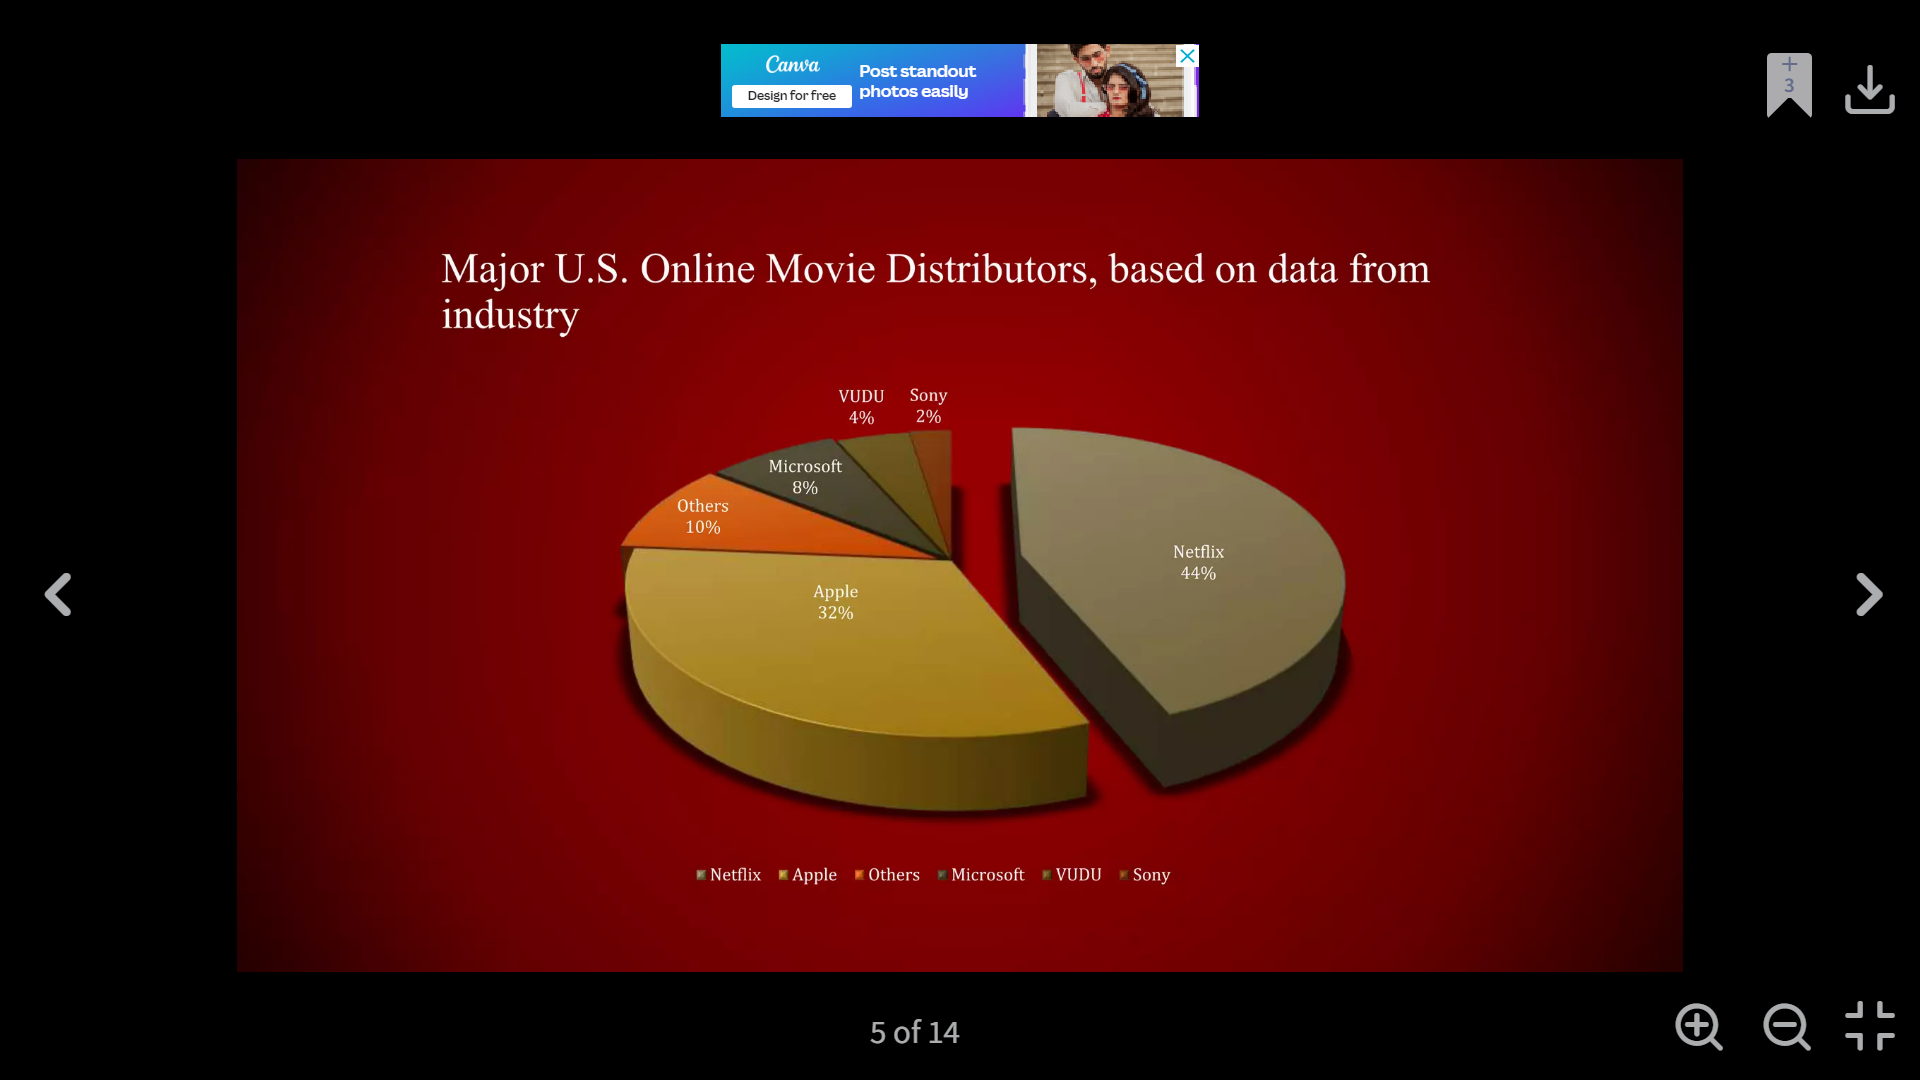 Canva
Design for free
Post standout
photos easily
+
3
Major U.S. Online Movie Distributors, based on data from
industry
VUDU
4%
Sony
2%
Microsoft
8%
Others
10%
Netflix
44%
Apple
32%
Netflix Apple Others Microsoft VUDU Sony
5 of 14